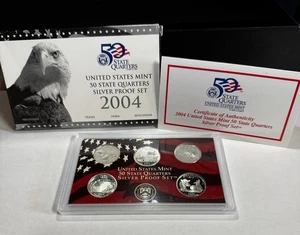 50
STATE
QUARTERS
UNITED STATES MINT
50 STATE QUARTERS
SILVER PROOF SET
2004
50
STATE
QUARTERS
Certificate of Authenticity
2004 United States Mint 50 State Quarters
Silver Proof Set
UNITED STATES MINT
50 STATE QUARTERS
SILVER PROOF SET